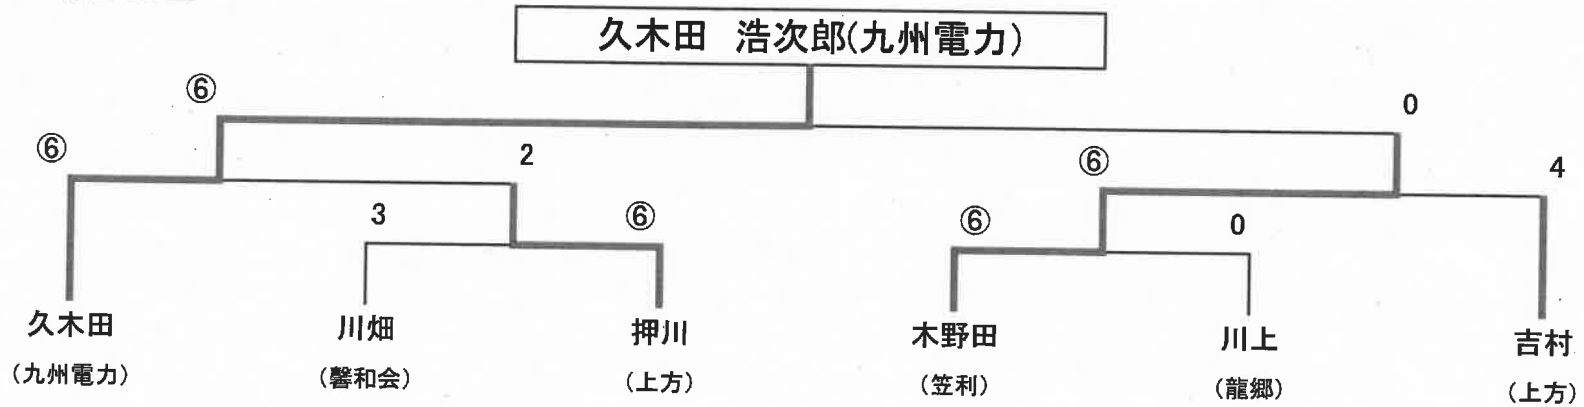 久木田 浩次郎(九州電力)
⑥ 0
⑥ 2 ⑥ 4
3 ⑥ ⑥ 0
久木田 川畑 押川 木野田 川上 吉村
(九州電力) (馨和会) (上方) (笠利) (龍郷) (上方)